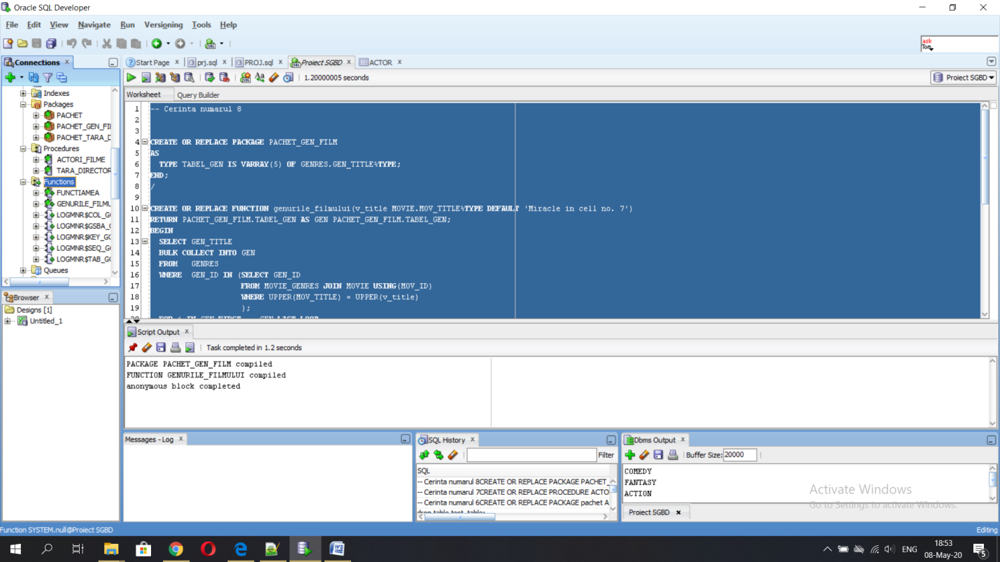 Oracle SQL Developer
File Edit View Navigate Run Versioning Tools Help
ask
Tom
Connections
Start Page prj.sql PROJ.sql Proiect SGBD ACTOR
1.20000005 seconds
Proiect SGBD
Worksheet Query Builder
Indexes
Packages
PACHET
PACHET_GEN_FI
PACHET_TARA_D
Procedures
ACTORI_FILME
TARA_DIRECTOR
Functions
FUNCTIAMEA
GENURILE_FILMU
LOGMNR$COL_G
LOGMNR$GSBA_
LOGMNR$KEY_G
LOGMNR$SEQ_G
LOGMNR$TAB_G
Queues
Browser
Designs [1]
Untitled_1
1 -- Cerinta numarul 8
2
3
4 CREATE OR REPLACE PACKAGE PACHET_GEN_FILM
5 AS
6 TYPE TABEL_GEN IS VARRAY(5) OF GENRES.GEN_TITLE%TYPE;
7 END;
8 /
9
10 CREATE OR REPLACE FUNCTION genurile_filmului(v_title MOVIE.MOV_TITLE%TYPE DEFAULT 'Miracle in cell no. 7')
11 RETURN PACHET_GEN_FILM.TABEL_GEN AS GEN PACHET_GEN_FILM.TABEL_GEN;
12 BEGIN
13 SELECT GEN_TITLE
14 BULK COLLECT INTO GEN
15 FROM GENRES
16 WHERE GEN_ID IN (SELECT GEN_ID
17 FROM MOVIE_GENRES JOIN MOVIE USING(MOV_ID)
18 WHERE UPPER(MOV_TITLE) = UPPER(v_title)
19 );
20 FOR i IN GEN.FIRST .. GEN.LAST LOOP
Script Output
Task completed in 1.2 seconds
PACKAGE PACHET_GEN_FILM compiled
FUNCTION GENURILE_FILMULUI compiled
anonymous block completed
Messages - Log
SQL History
Filter
SQL
-- Cerinta numarul 8CREATE OR REPLACE PACKAGE PACHET_
-- Cerinta numarul 7CREATE OR REPLACE PROCEDURE ACTO
-- Cerinta numarul 6CREATE OR REPLACE PACKAGE pachet A
drop table test_table;
Dbms Output
Buffer Size: 20000
COMEDY
FANTASY
ACTION
Proiect SGBD
Activate Windows
Go to Settings to activate Windows.
Function SYSTEM.null@Proiect SGBD
Editing
ENG
18:53
08-May-20
5